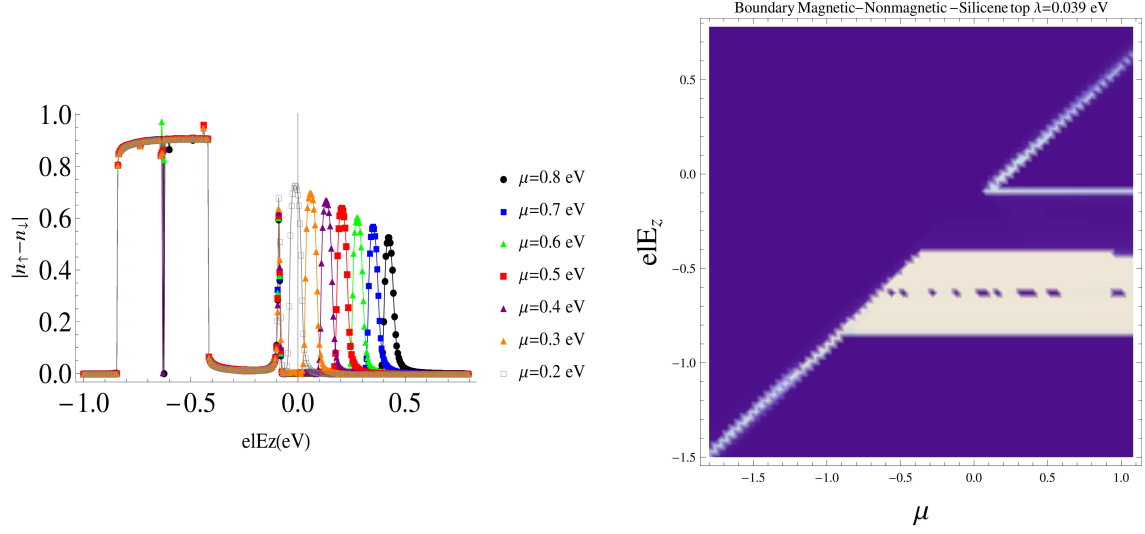 1.0
0.8
0.6
0.4
0.2
0.0
|n↑−n↓|
−1.0 −0.5 0.0 0.5
elEz(eV)
μ=0.8 eV
μ=0.7 eV
μ=0.6 eV
μ=0.5 eV
μ=0.4 eV
μ=0.3 eV
μ=0.2 eV
Boundary Magnetic−Nonmagnetic −Silicene top λ=0.039 eV
0.5
0.0
−0.5
−1.0
−1.5
elE_z
−1.5 −1.0 −0.5 0.0 0.5 1.0
μ